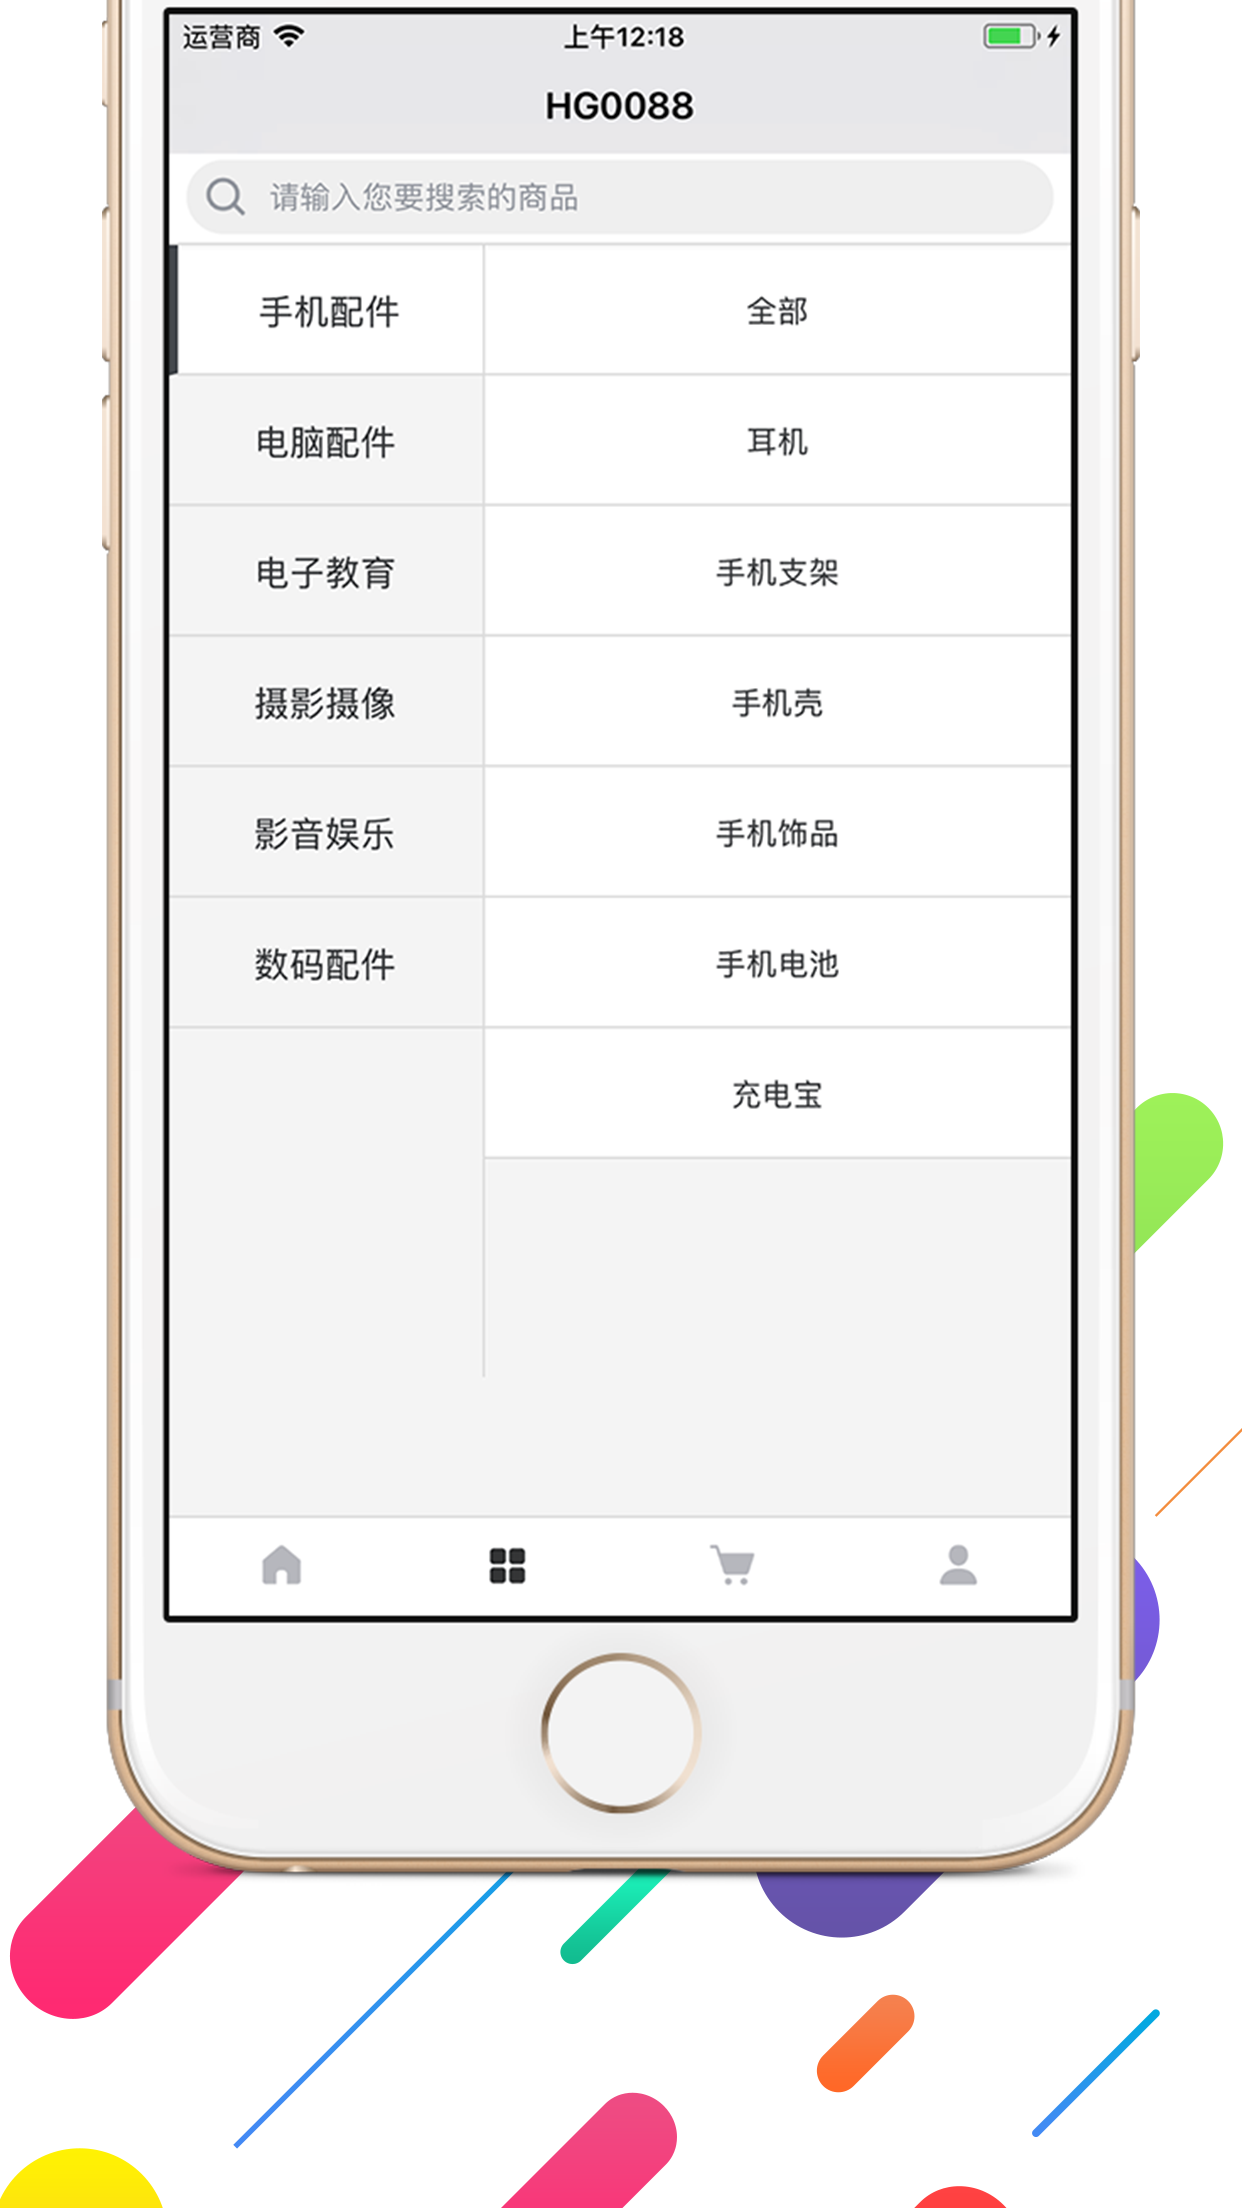 运营商 上午12:18
HG0088
请输入您要搜索的商品
手机配件 全部
电脑配件 耳机
电子教育 手机支架
摄影摄像 手机壳
影音娱乐 手机饰品
数码配件 手机电池
充电宝